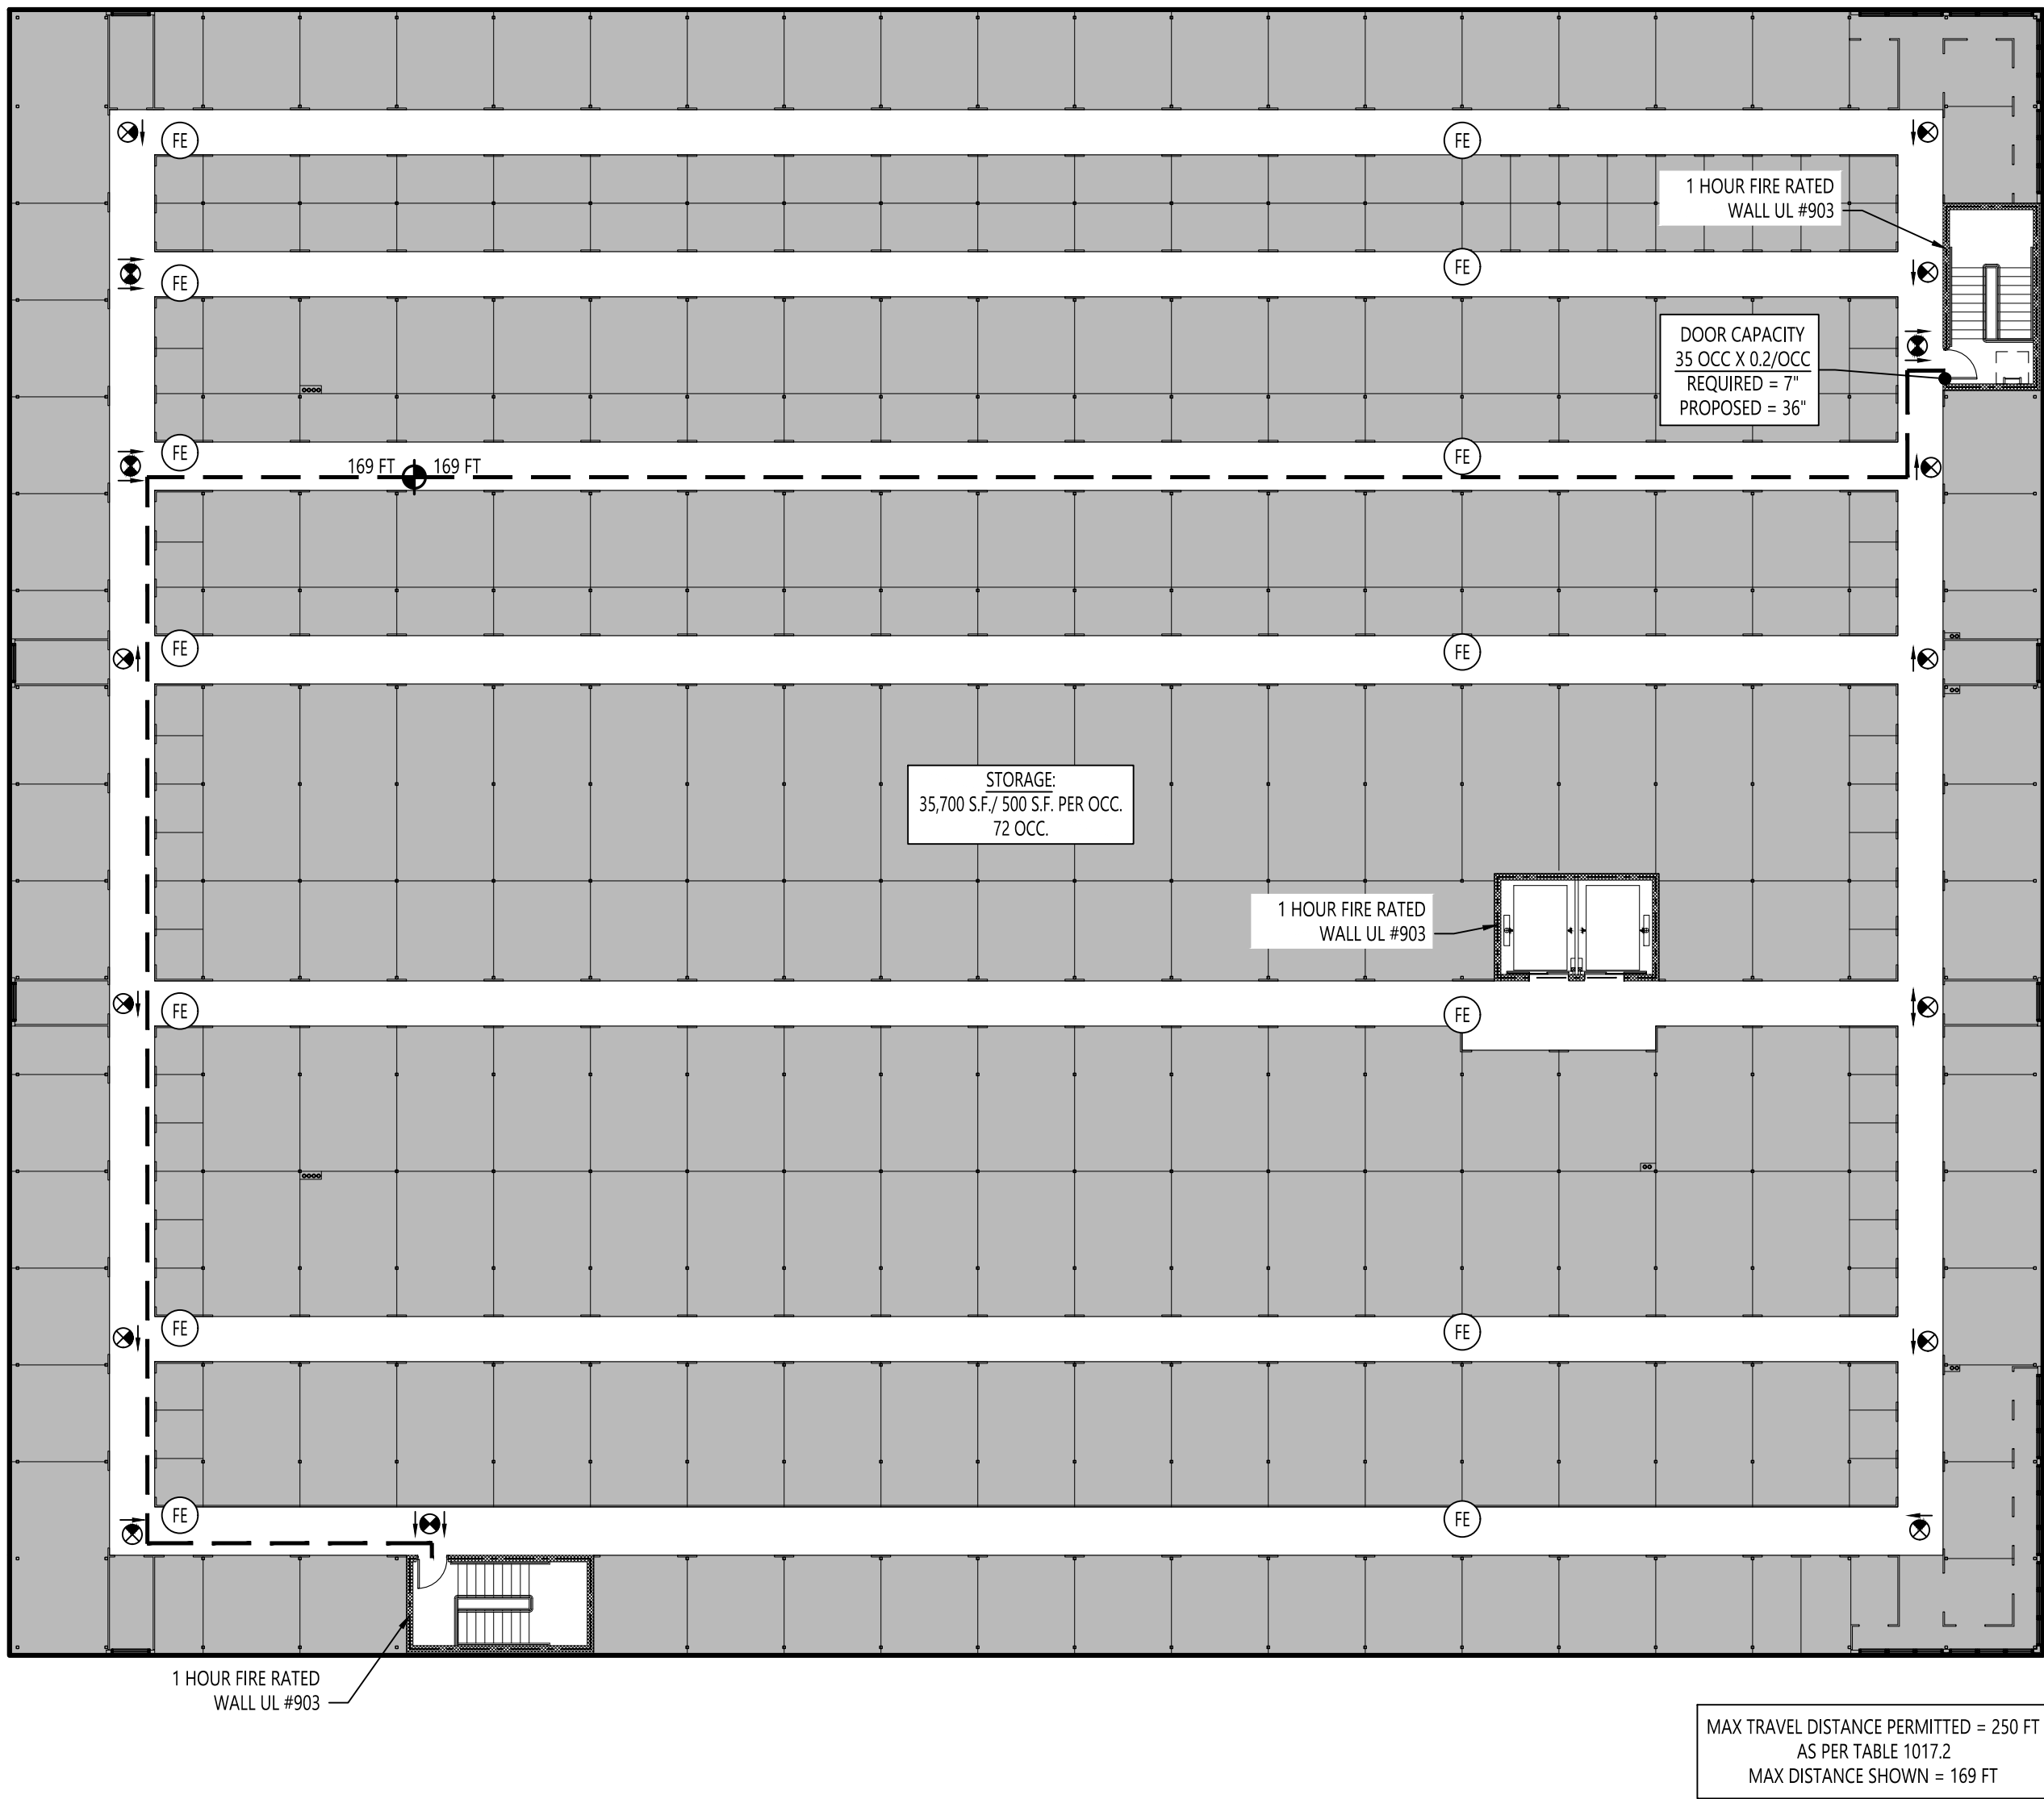 FE
FE
1 HOUR FIRE RATED
WALL UL #903
FE
FE
DOOR CAPACITY
35 OCC X 0.2/OCC
REQUIRED = 7"
PROPOSED = 36"
FE
FE
169 FT
169 FT
FE
FE
STORAGE:
35,700 S.F./ 500 S.F. PER OCC.
72 OCC.
1 HOUR FIRE RATED
WALL UL #903
FE
FE
FE
FE
FE
FE
1 HOUR FIRE RATED
WALL UL #903
MAX TRAVEL DISTANCE PERMITTED = 250 FT
AS PER TABLE 1017.2
MAX DISTANCE SHOWN = 169 FT